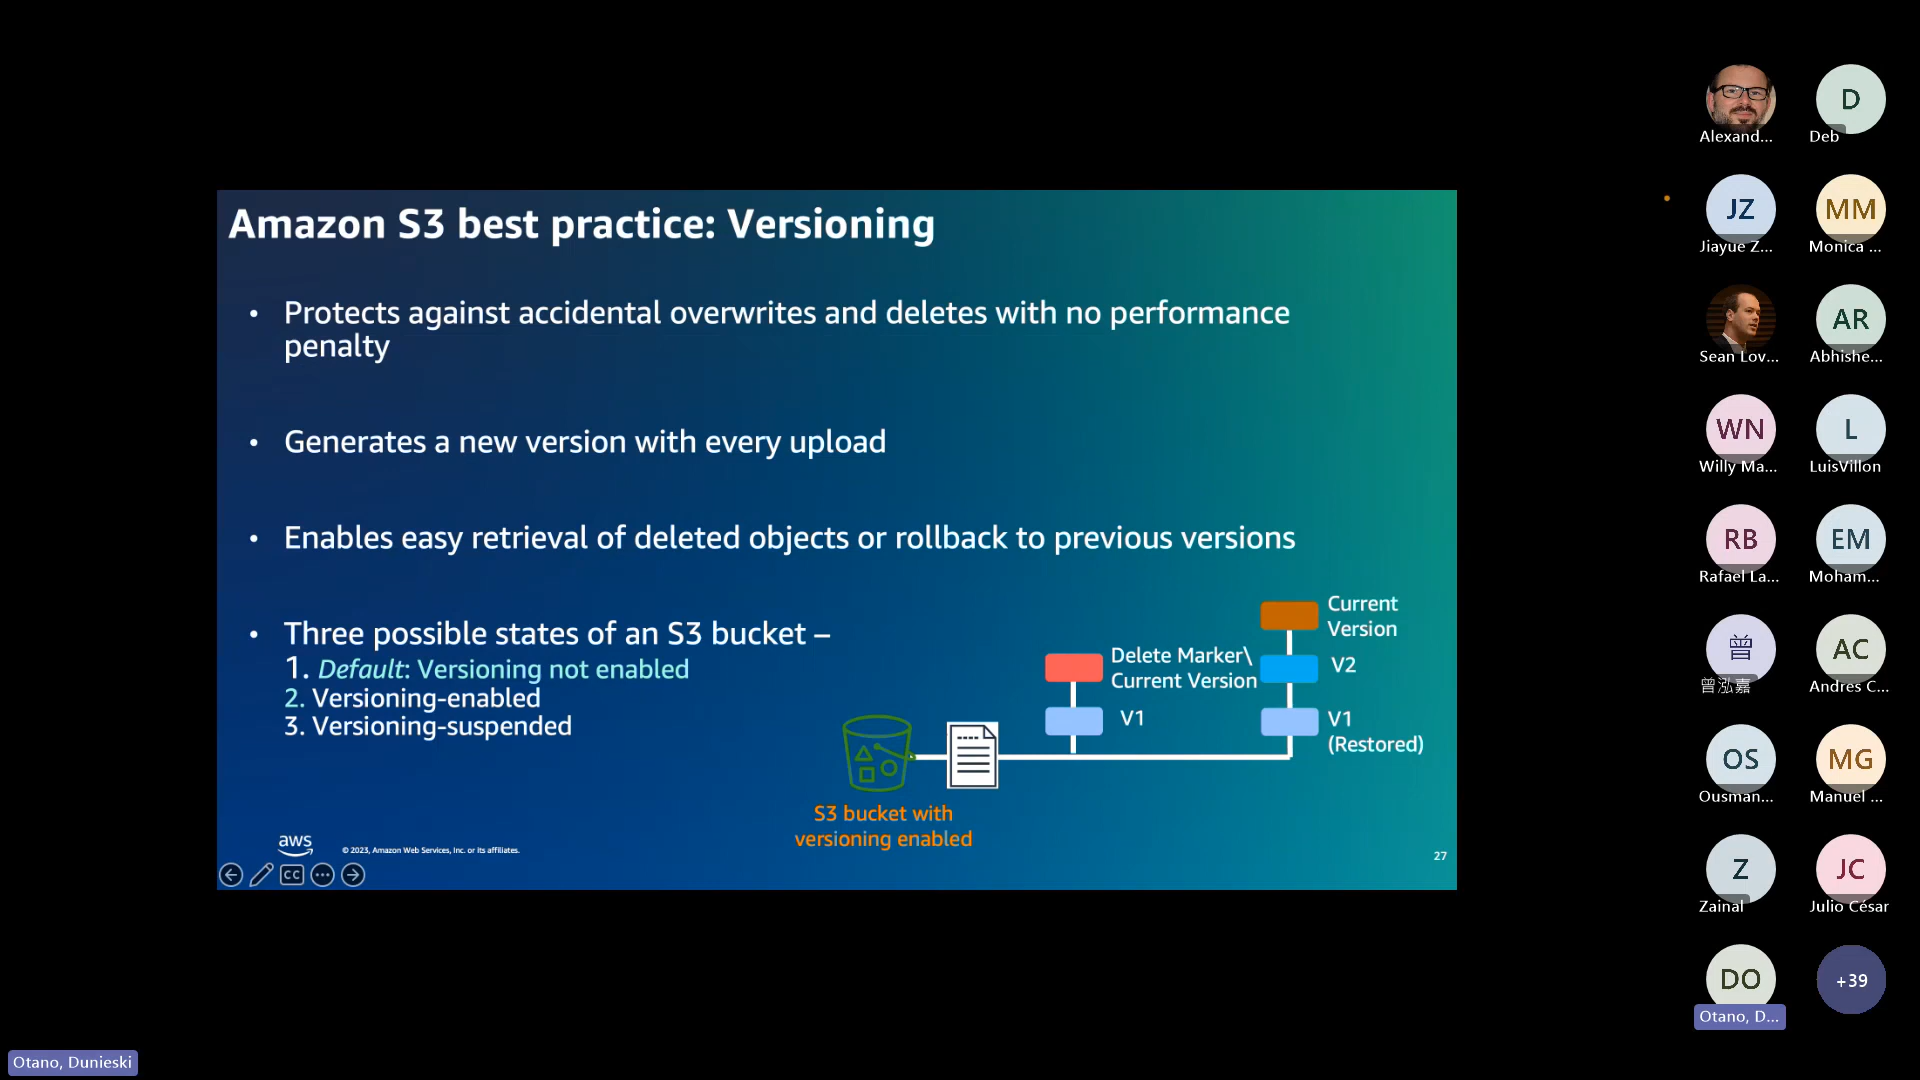 Amazon S3 best practice: Versioning
• Protects against accidental overwrites and deletes with no performance
penalty
• Generates a new version with every upload
• Enables easy retrieval of deleted objects or rollback to previous versions
• Three possible states of an S3 bucket –
1. Default: Versioning not enabled
2. Versioning-enabled
3. Versioning-suspended
Delete Marker\
Current Version
V1
Current
Version
V2
V1
(Restored)
S3 bucket with
versioning enabled
aws
© 2023, Amazon Web Services, Inc. or its affiliates.
27
CC
Alexand...
D
Deb
JZ
Jiayue Z...
MM
Monica ...
Sean Lov...
AR
Abhishe...
WN
Willy Ma...
L
LuisVillon
RB
Rafael La...
EM
Moham...
曾
曾泓嘉
AC
Andres C...
OS
Ousman...
MG
Manuel ...
Z
Zainal
JC
Julio César
DO
Otano, D...
+39
Otano, Dunieski